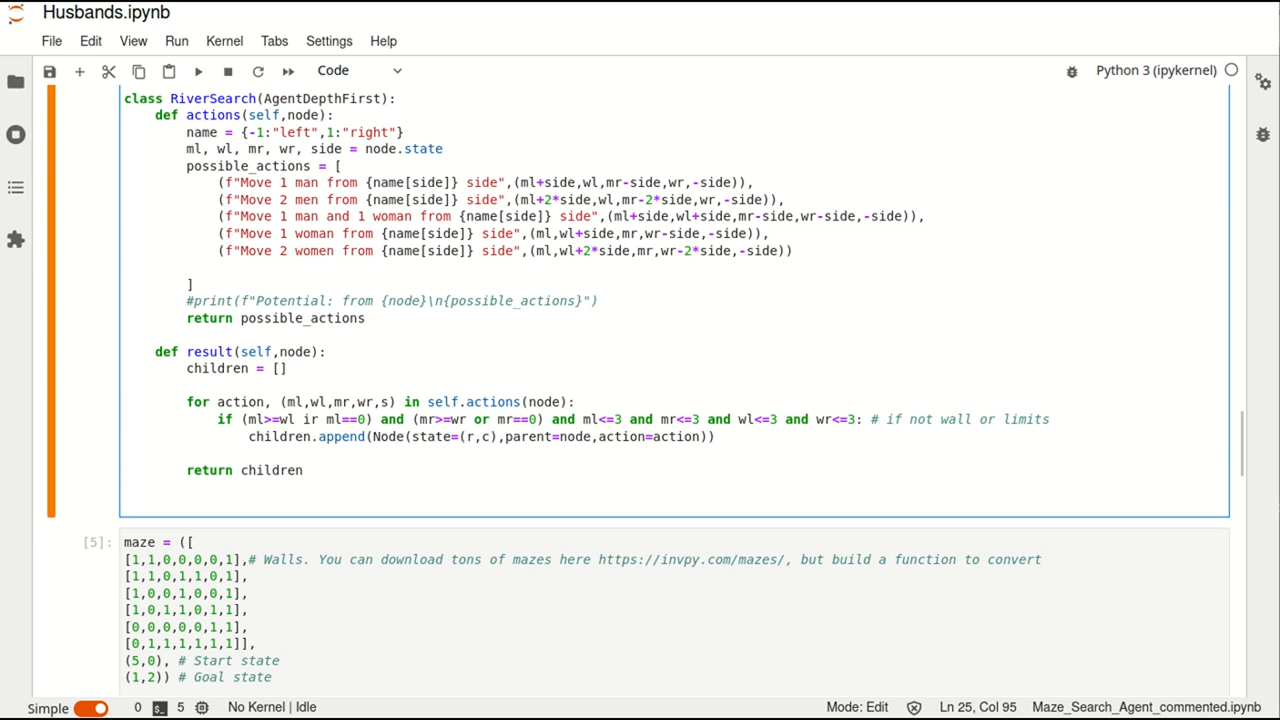 Husbands.ipynb
File Edit View Run Kernel Tabs Settings Help
Code Python 3 (ipykernel)
class RiverSearch(AgentDepthFirst):
def actions(self,node):
name = {-1:"left",1:"right"}
ml, wl, mr, wr, side = node.state
possible_actions = [
(f"Move 1 man from {name[side]} side",(ml+side,wl,mr-side,wr,-side)),
(f"Move 2 men from {name[side]} side",(ml+2*side,wl,mr-2*side,wr,-side)),
(f"Move 1 man and 1 woman from {name[side]} side",(ml+side,wl+side,mr-side,wr-side,-side)),
(f"Move 1 woman from {name[side]} side",(ml,wl+side,mr,wr-side,-side)),
(f"Move 2 women from {name[side]} side",(ml,wl+2*side,mr,wr-2*side,-side))
]
#print(f"Potential: from {node}\n{possible_actions}")
return possible_actions
def result(self,node):
children = []
for action, (ml,wl,mr,wr,s) in self.actions(node):
if (ml>=wl ir ml==0) and (mr>=wr or mr==0) and ml<=3 and mr<=3 and wl<=3 and wr<=3: # if not wall or limits
children.append(Node(state=(r,c),parent=node,action=action))
return children
[5]: maze = ([
[1,1,0,0,0,0,1],# Walls. You can download tons of mazes here https://invpy.com/mazes/, but build a function to convert
[1,1,0,1,1,0,1],
[1,0,0,1,0,0,1],
[1,0,1,1,0,1,1],
[0,0,0,0,0,1,1],
[0,1,1,1,1,1,1]],
(5,0), # Start state
(1,2)) # Goal state
Simple 0 5 No Kernel | Idle Mode: Edit Ln 25, Col 95 Maze_Search_Agent_commented.ipynb